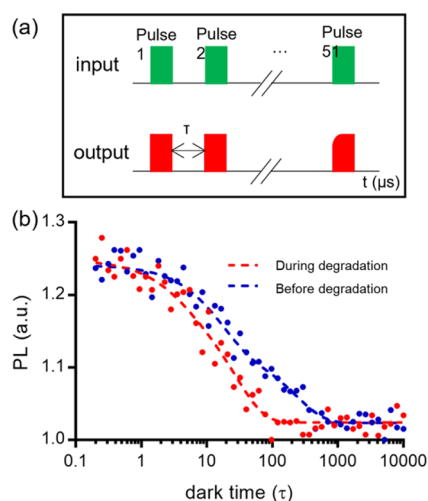 (a)
Pulse 1
Pulse 2
...
Pulse 51
input
τ
output
t (µs)
(b)
1.3
1.2
1.1
1.0
PL (a.u.)
During degradation
Before degradation
0.1
1
10
100
1000
10000
dark time (τ)